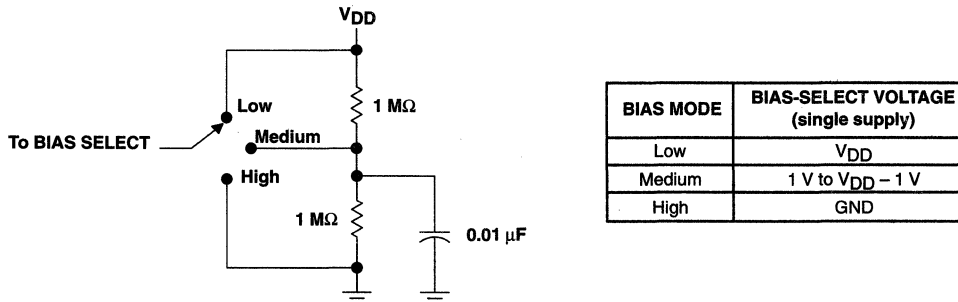 VDD
Low
1 MΩ
To BIAS SELECT
Medium
High
1 MΩ
0.01 μF
BIAS MODE
BIAS-SELECT VOLTAGE
(single supply)
Low
VDD
Medium
1 V to VDD – 1 V
High
GND